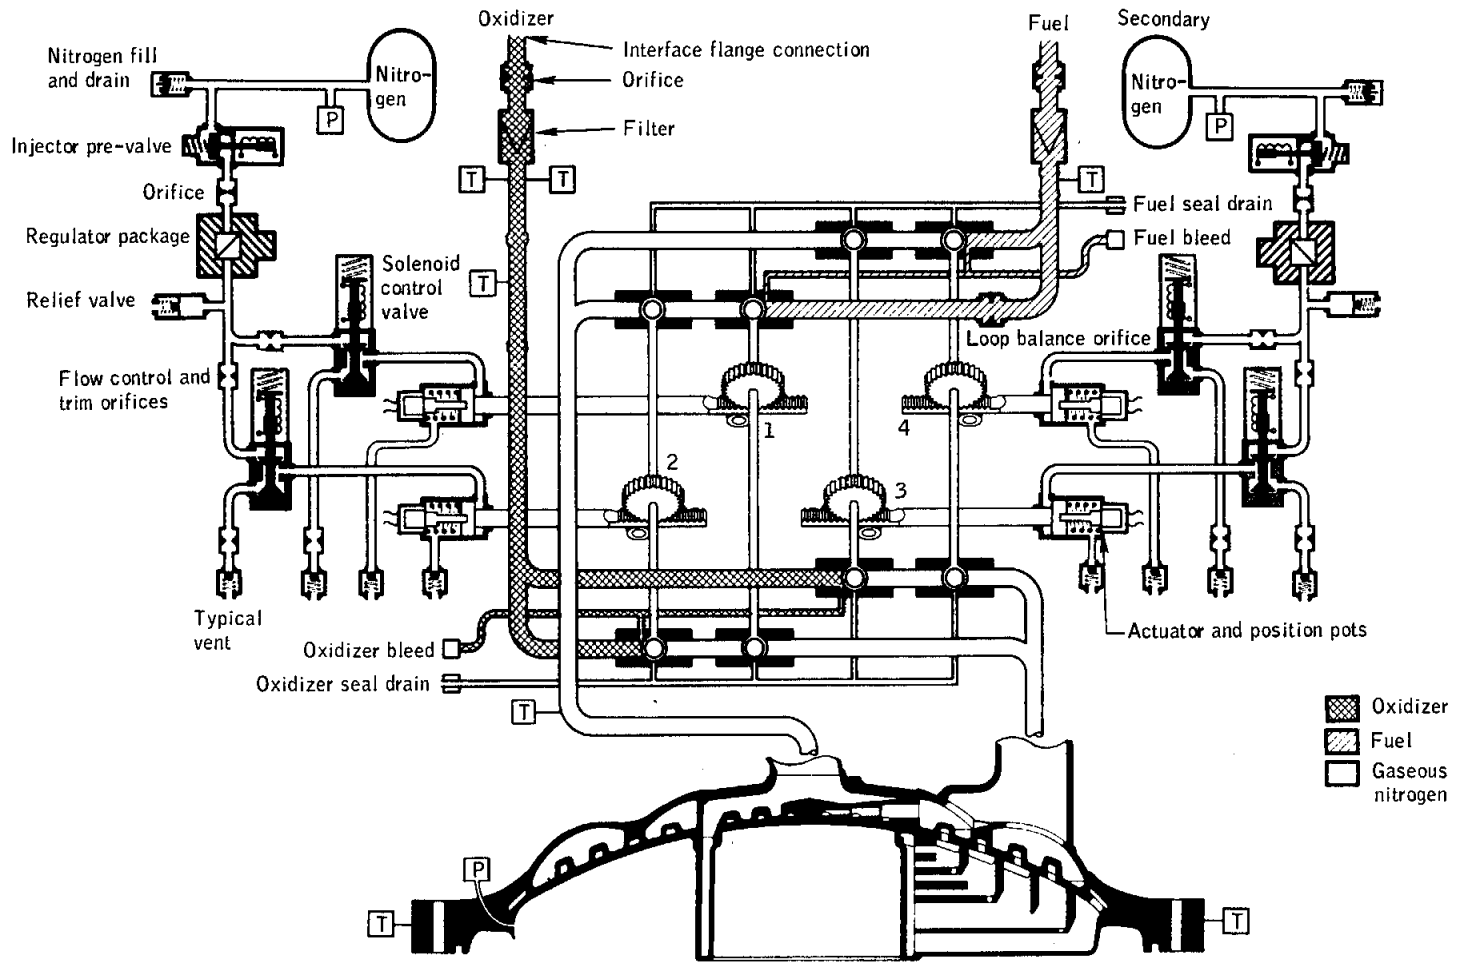 Oxidizer
Fuel
Secondary
Interface flange connection
Nitrogen fill
and drain
Nitro-
gen
Orifice
Nitro-
gen
P
P
Filter
Injector pre-valve
T
T
T
Orifice
Fuel seal drain
Regulator package
Fuel bleed
Solenoid
control
valve
T
Relief valve
Loop balance orifice
Flow control and
trim orifices
1
4
2
3
Typical
vent
Actuator and position pots
Oxidizer bleed
Oxidizer seal drain
T
Oxidizer
Fuel
Gaseous
nitrogen
P
T
T